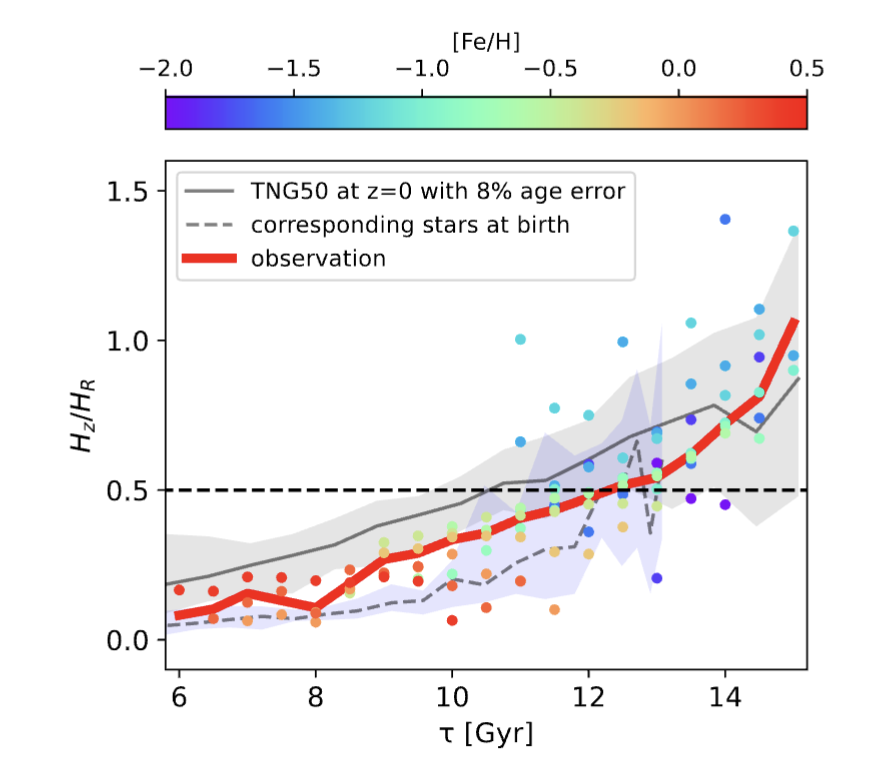 [Fe/H]
−2.0 −1.5 −1.0 −0.5 0.0 0.5
TNG50 at z=0 with 8% age error
corresponding stars at birth
observation
1.5
1.0
0.5
0.0
H_z/H_R
6 8 10 12 14
τ [Gyr]